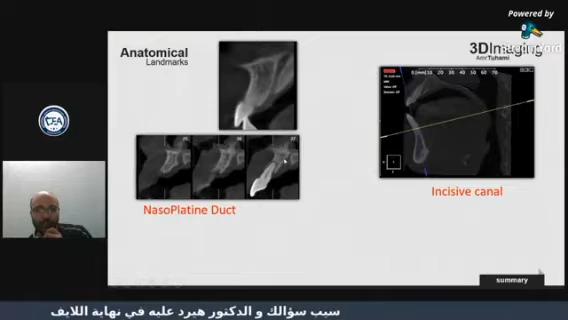 Powered by
StreamYard
Anatomical
Landmarks
3DImaging
AmrTuhami
NasoPlatine Duct
Incisive canal
summary
سيب سؤالك و الدكتور هيرد عليه في نهاية اللايف